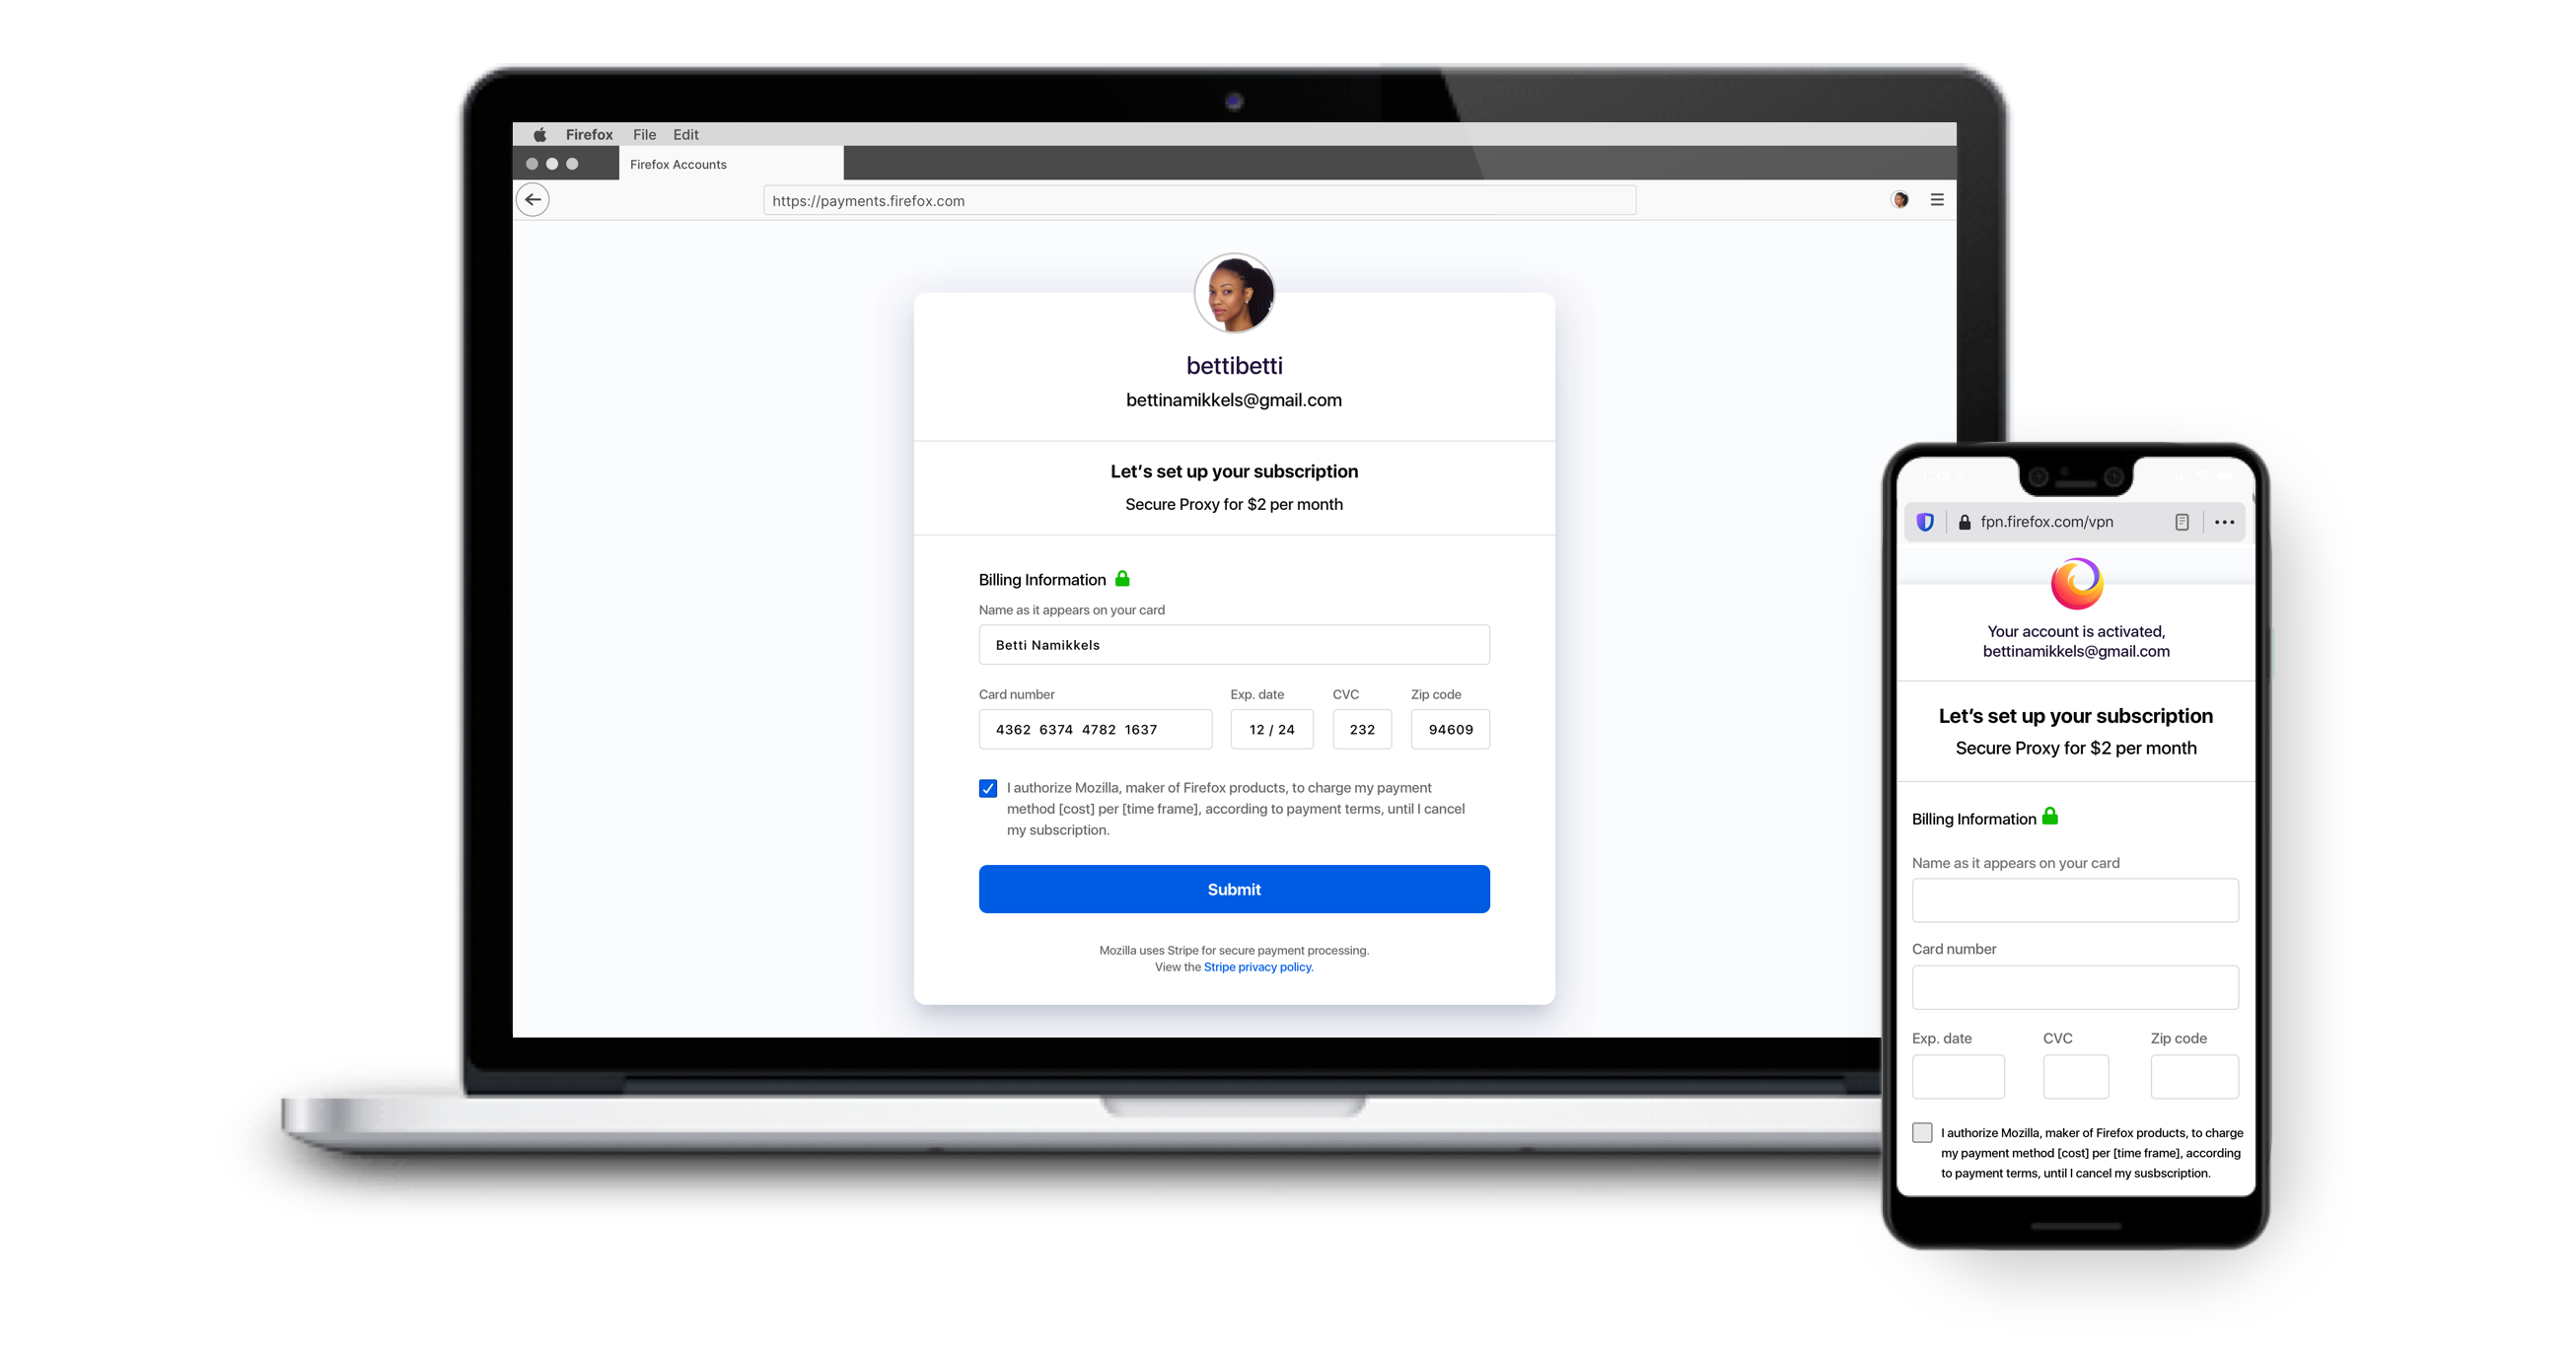 Firefox File Edit
Firefox Accounts
https://payments.firefox.com
bettibetti
bettinamikkels@gmail.com
Let's set up your subscription
Secure Proxy for $2 per month
Billing Information
Name as it appears on your card
Betti Namikkels
Card number Exp. date CVC Zip code
4362 6374 4782 1637 12 / 24 232 94609
I authorize Mozilla, maker of Firefox products, to charge my payment
method [cost] per [time frame], according to payment terms, until I cancel
my subscription.
Submit
Mozilla uses Stripe for secure payment processing.
View the Stripe privacy policy.
fpn.firefox.com/vpn
Your account is activated,
bettinamikkels@gmail.com
Let's set up your subscription
Secure Proxy for $2 per month
Billing Information
Name as it appears on your card
Card number
Exp. date CVC Zip code
I authorize Mozilla, maker of Firefox products, to charge
my payment method [cost] per [time frame], according
to payment terms, until I cancel my susbscription.